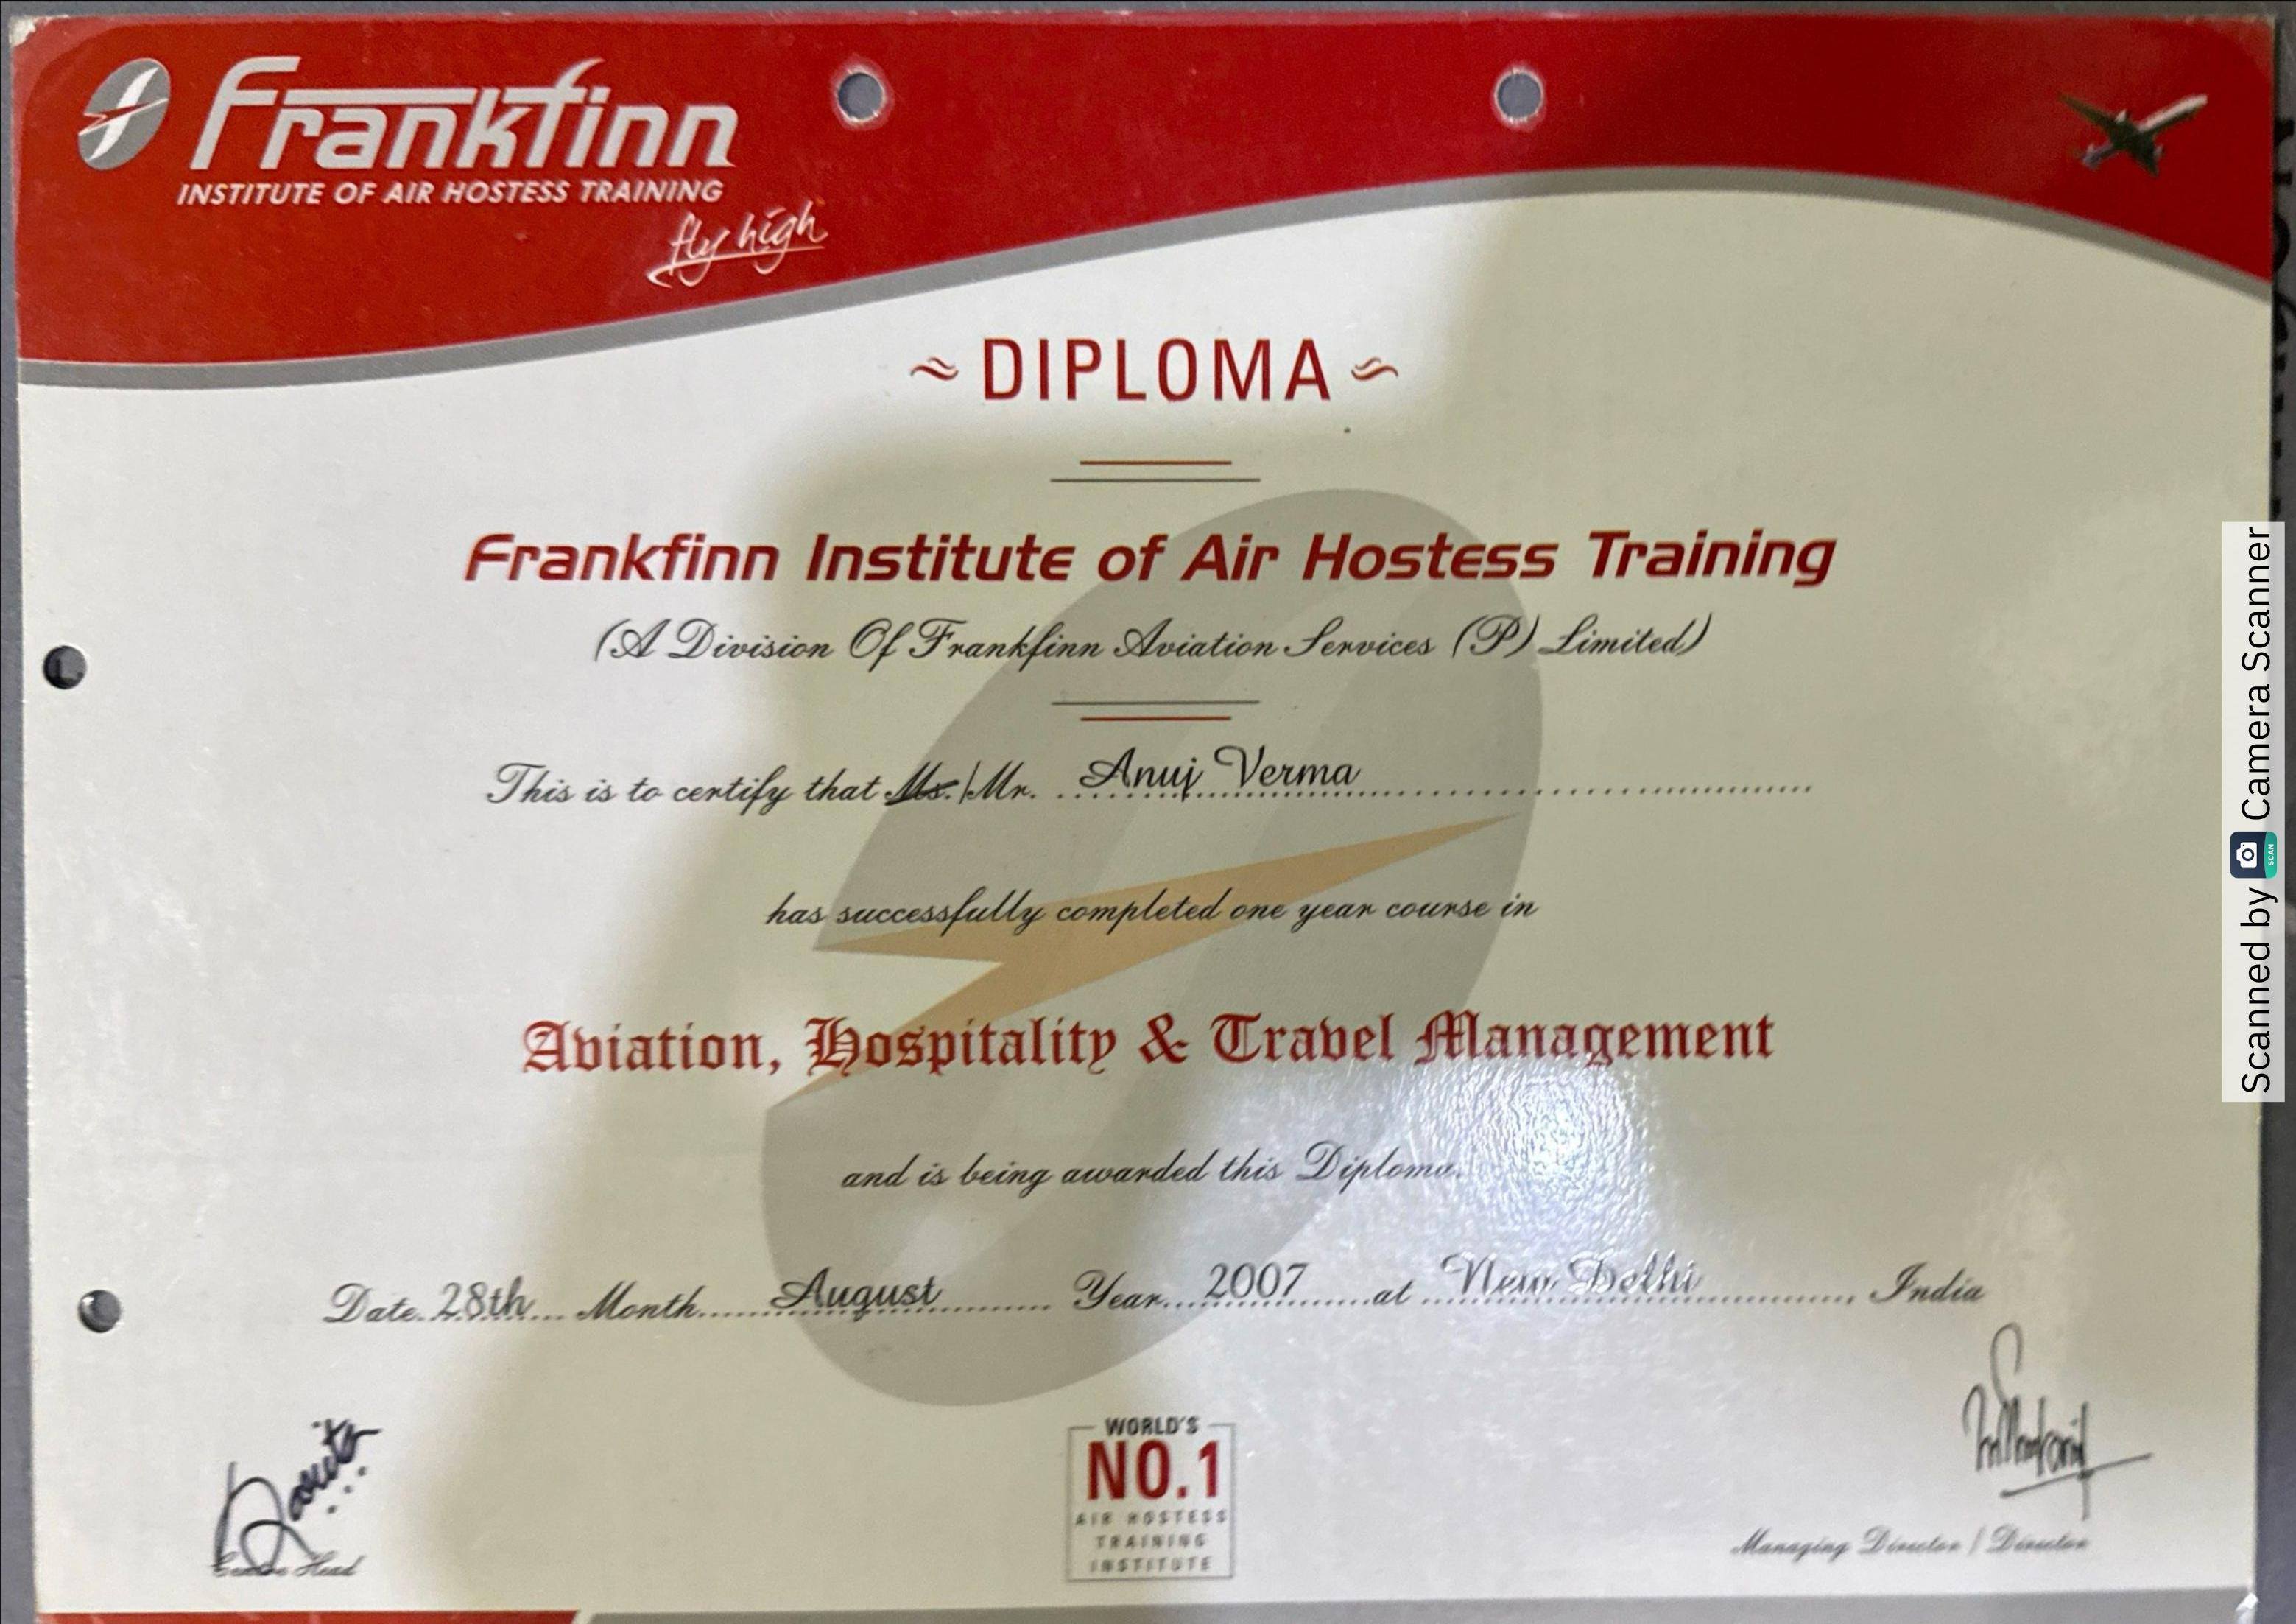 Frankfinn
INSTITUTE OF AIR HOSTESS TRAINING
fly high
~ DIPLOMA ~
Frankfinn Institute of Air Hostess Training
(A Division Of Frankfinn Aviation Services (P) Limited)
This is to certify that Ms./Mr. Anuj Verma
has successfully completed one year course in
Aviation, Hospitality & Travel Management
and is being awarded this Diploma.
Date 28th Month August Year 2007 at New Delhi, India
WORLD'S
NO.1
AIR HOSTESS
TRAINING
INSTITUTE
Centre Head
Managing Director / Director
Scanned by Camera Scanner
SCAN